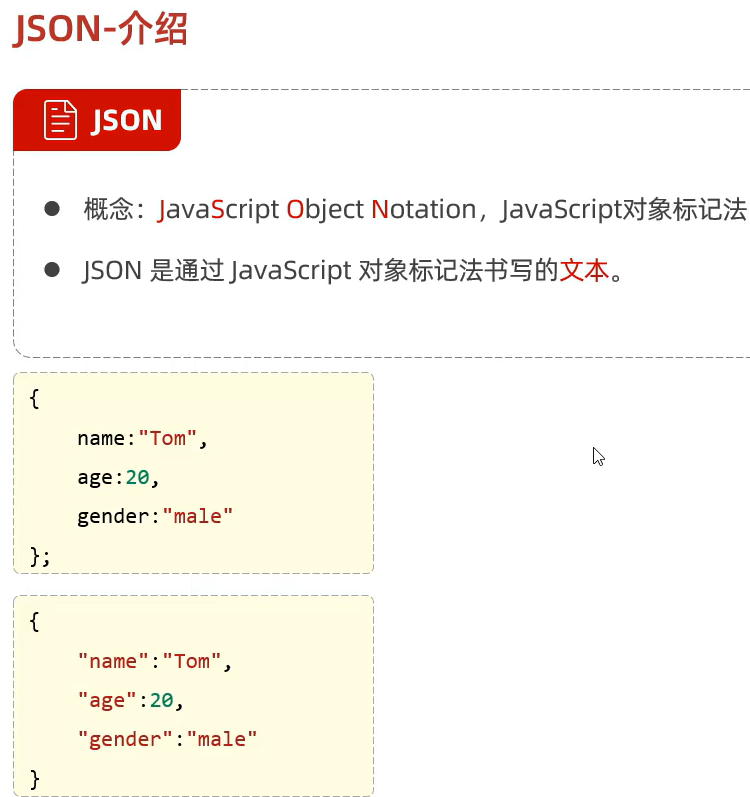 JSON-介绍
JSON
概念：JavaScript Object Notation，JavaScript对象标记法
JSON 是通过 JavaScript 对象标记法书写的文本。
{
name:"Tom",
age:20,
gender:"male"
};
{
"name":"Tom",
"age":20,
"gender":"male"
}